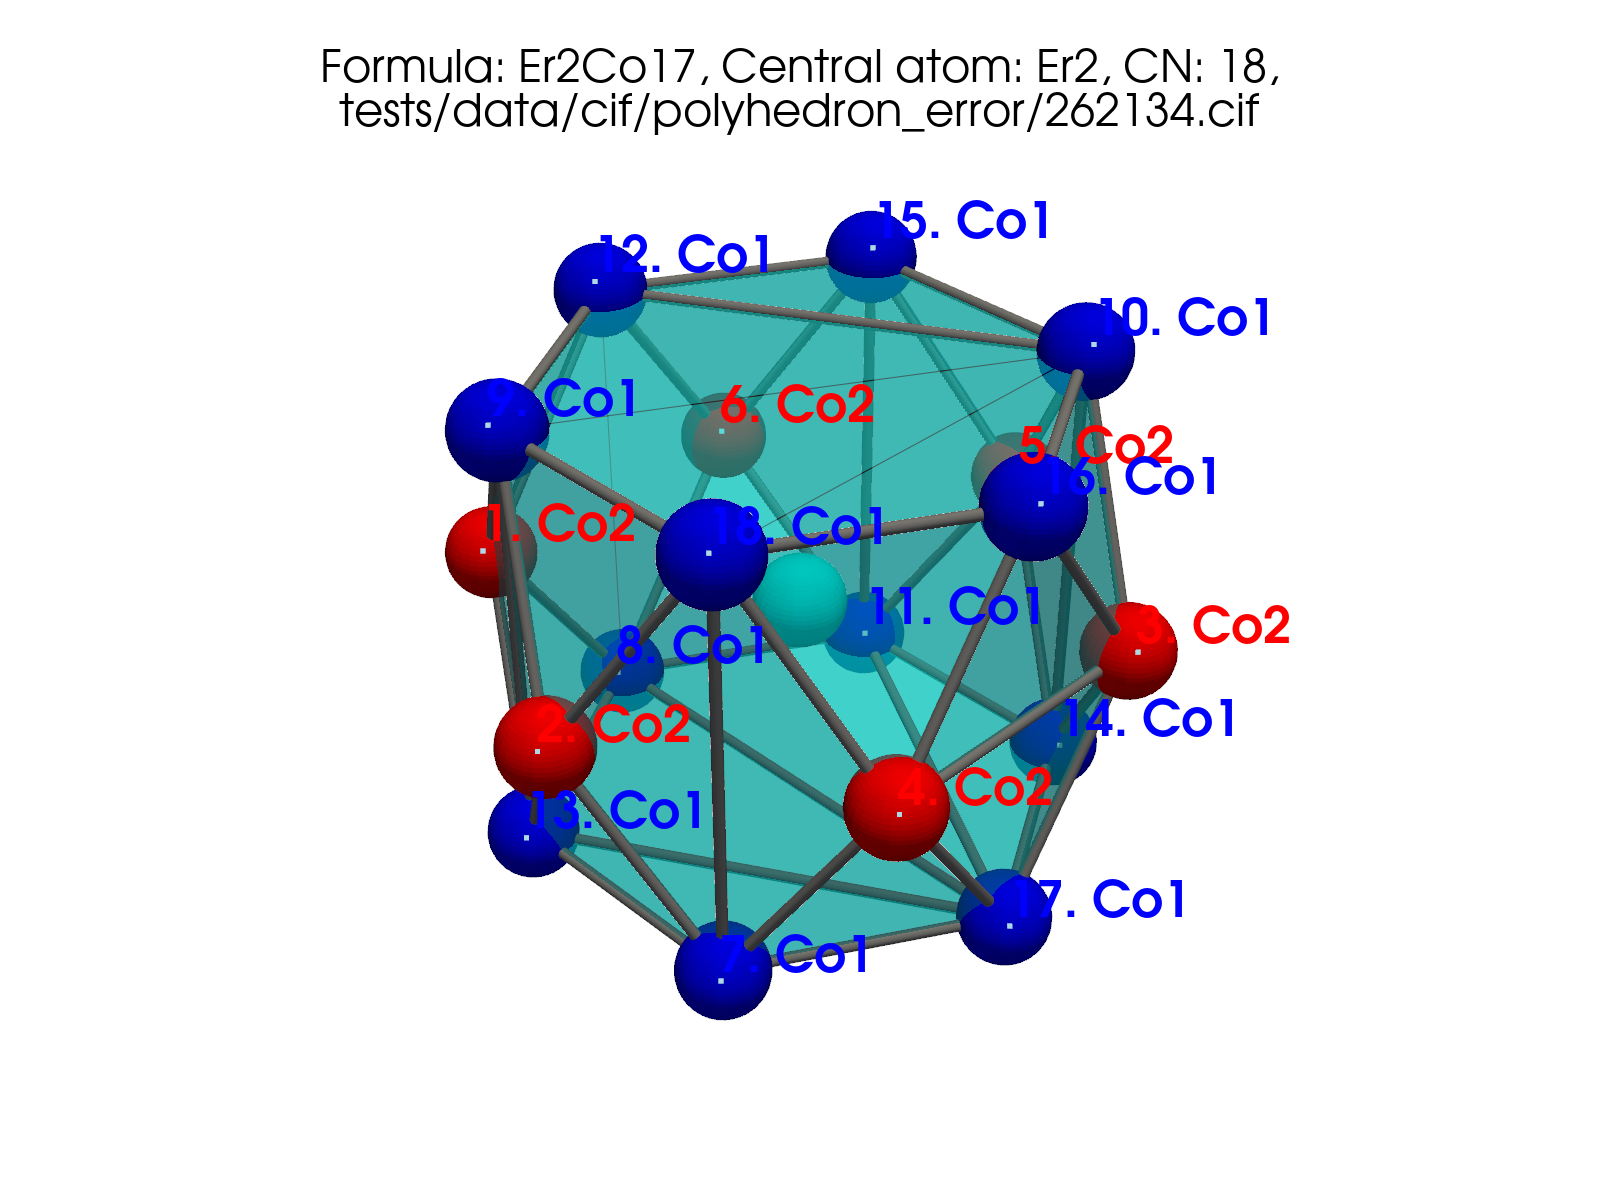 Formula: Er2Co17, Central atom: Er2, CN: 18,
tests/data/cif/polyhedron_error/262134.cif
15. Co1
12. Co1
10. Co1
9. Co1
6. Co2
5. Co2
16. Co1
1. Co2
18. Co1
11. Co1
3. Co2
8. Co1
14. Co1
2. Co2
4. Co2
13. Co1
17. Co1
7. Co1